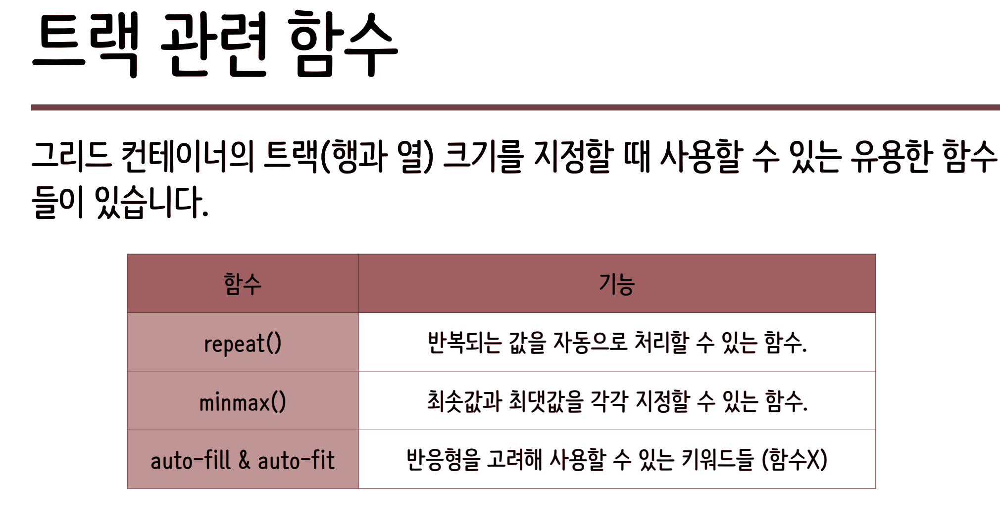 트랙 관련 함수
그리드 컨테이너의 트랙(행과 열) 크기를 지정할 때 사용할 수 있는 유용한 함수
들이 있습니다.
함수 기능
repeat() 반복되는 값을 자동으로 처리할 수 있는 함수.
minmax() 최솟값과 최댓값을 각각 지정할 수 있는 함수.
auto-fill & auto-fit 반응형을 고려해 사용할 수 있는 키워드들 (함수X)